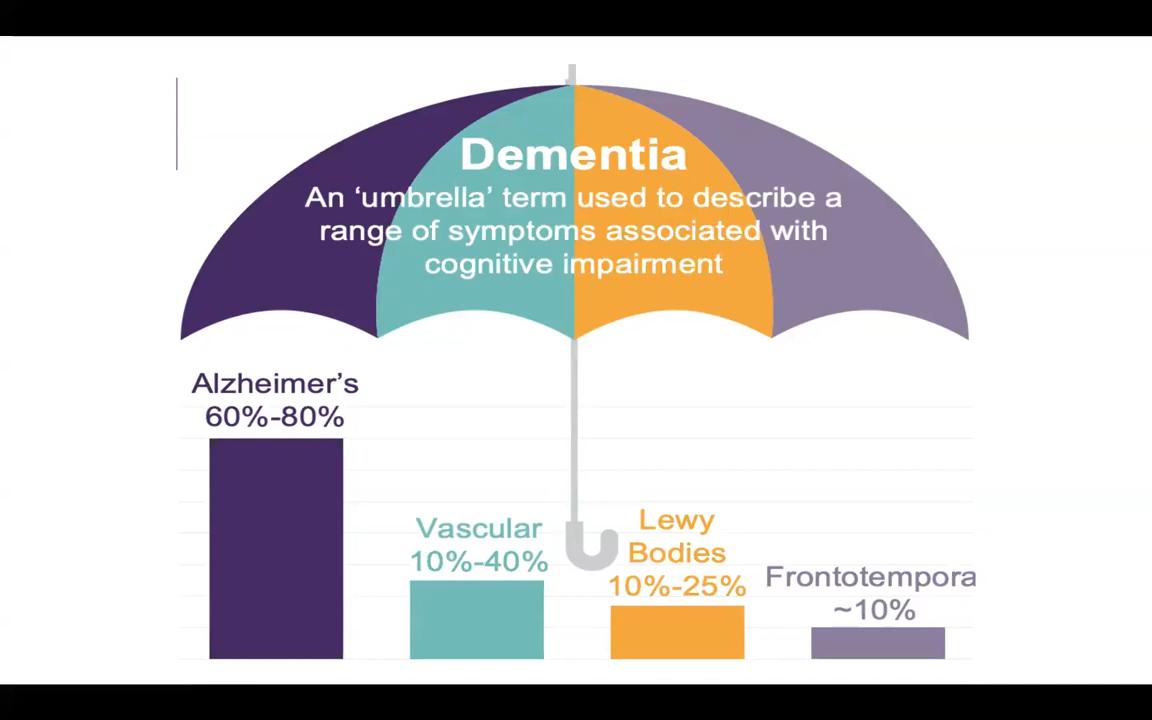 Dementia
An ‘umbrella’ term used to describe a
range of symptoms associated with
cognitive impairment
Alzheimer’s
60%-80%
Vascular
10%-40%
Lewy
Bodies
10%-25%
Frontotempora
~10%